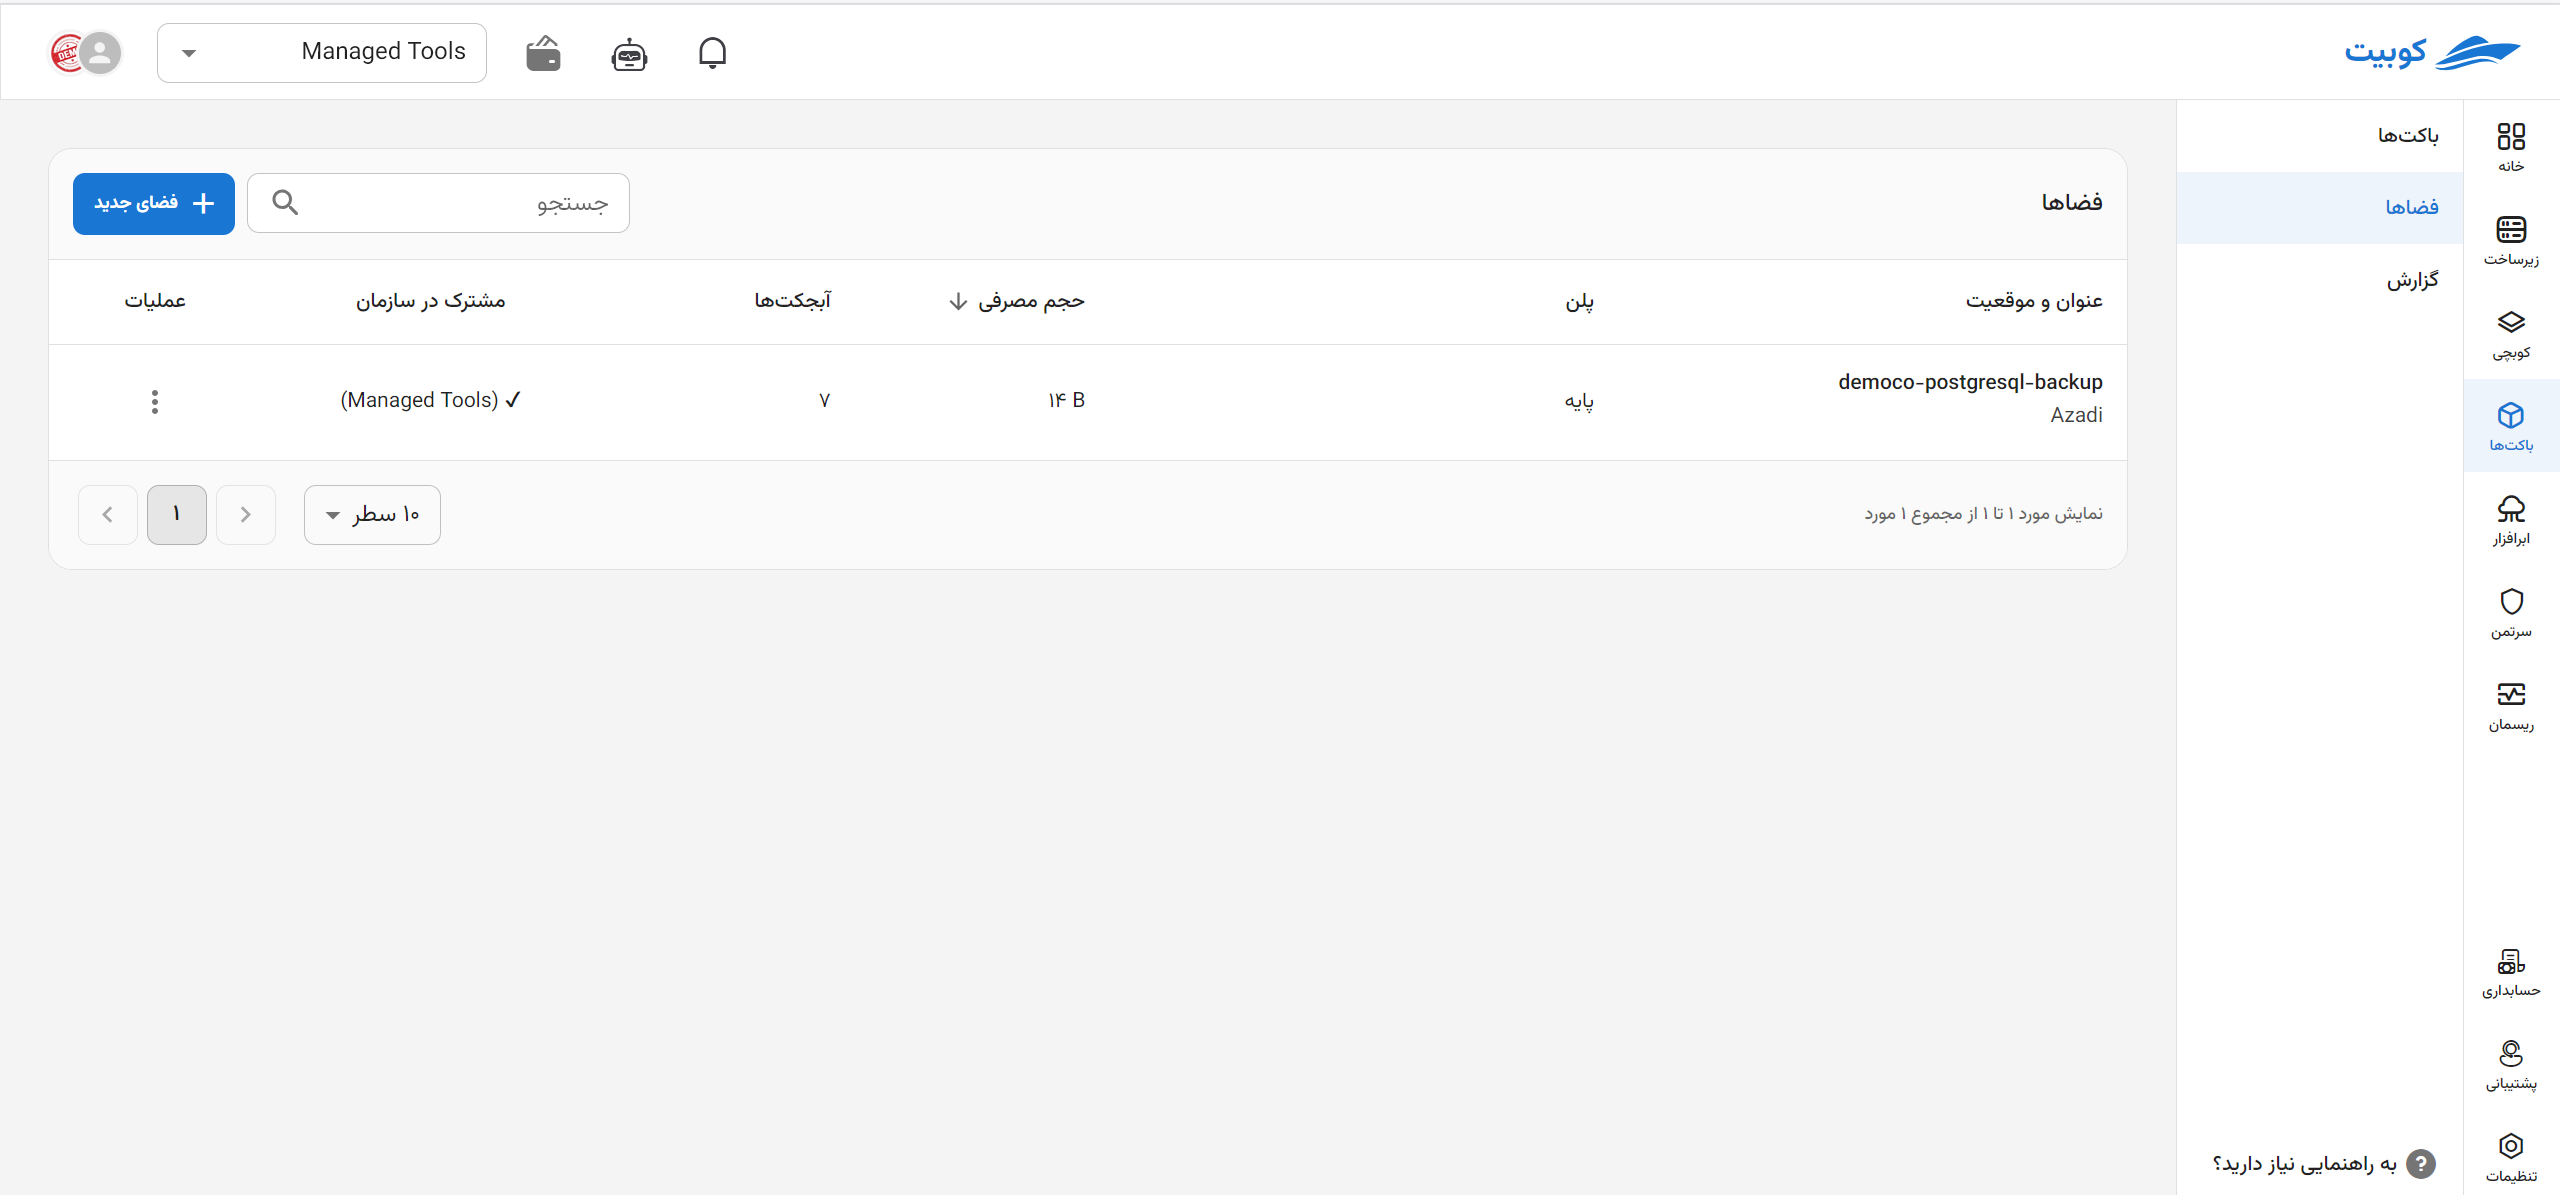 کوبیت
Managed Tools
DEM
خانه
زیرساخت
کوبچی
باکت‌ها
ابرافزار
سرتمن
ریسمان
حسابداری
پشتیبانی
تنظیمات
باکت‌ها
فضاها
گزارش
به راهنمایی نیاز دارید؟
فضاها
جستجو
فضای جدید
عنوان و موقعیت پلن حجم مصرفی آبجکت‌ها مشترک در سازمان عملیات
democo-postgresql-backup
Azadi
پایه ۱۴ B ۷ ✓ (Managed Tools)
نمایش مورد ۱ تا ۱ از مجموع ۱ مورد
۱۰ سطر
۱